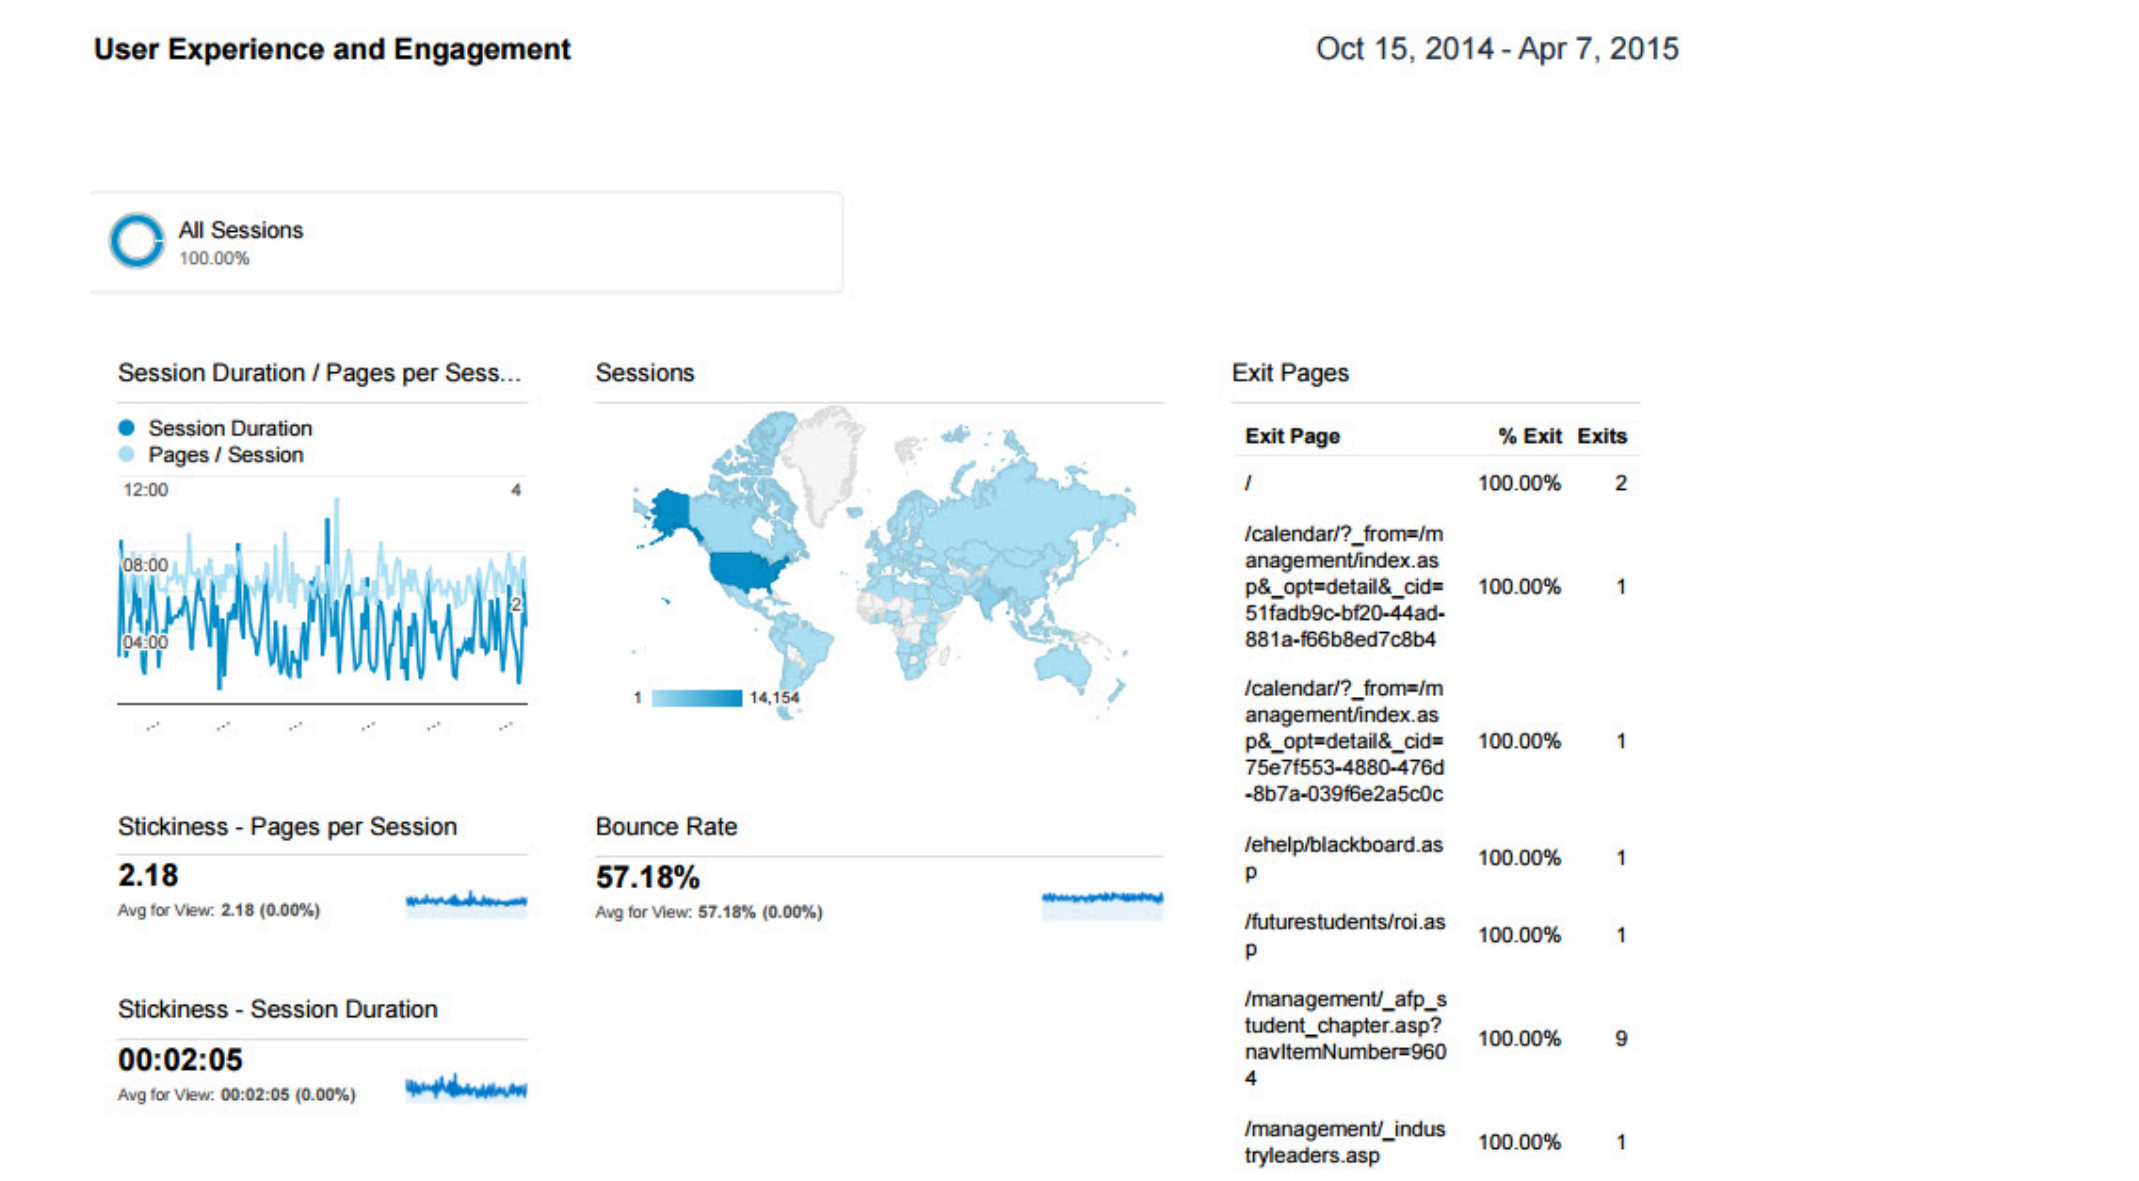 User Experience and Engagement
Oct 15, 2014 - Apr 7, 2015
All Sessions
100.00%
Session Duration / Pages per Sess...
Session Duration
Pages / Session
12:00
4
08:00
2
04:00
...
...
...
...
...
...
Sessions
1
14,154
Stickiness - Pages per Session
2.18
Avg for View: 2.18 (0.00%)
Bounce Rate
57.18%
Avg for View: 57.18% (0.00%)
Stickiness - Session Duration
00:02:05
Avg for View: 00:02:05 (0.00%)
Exit Pages
Exit Page % Exit Exits
/ 100.00% 2
/calendar/?_from=/m
anagement/index.as
p&_opt=detail&_cid= 100.00% 1
51fadb9c-bf20-44ad-
881a-f66b8ed7c8b4
/calendar/?_from=/m
anagement/index.as
p&_opt=detail&_cid= 100.00% 1
75e7f553-4880-476d
-8b7a-039f6e2a5c0c
/ehelp/blackboard.as
p 100.00% 1
/futurestudents/roi.as
p 100.00% 1
/management/_afp_s
tudent_chapter.asp?
navItemNumber=960 100.00% 9
4
/management/_indus
tryleaders.asp 100.00% 1